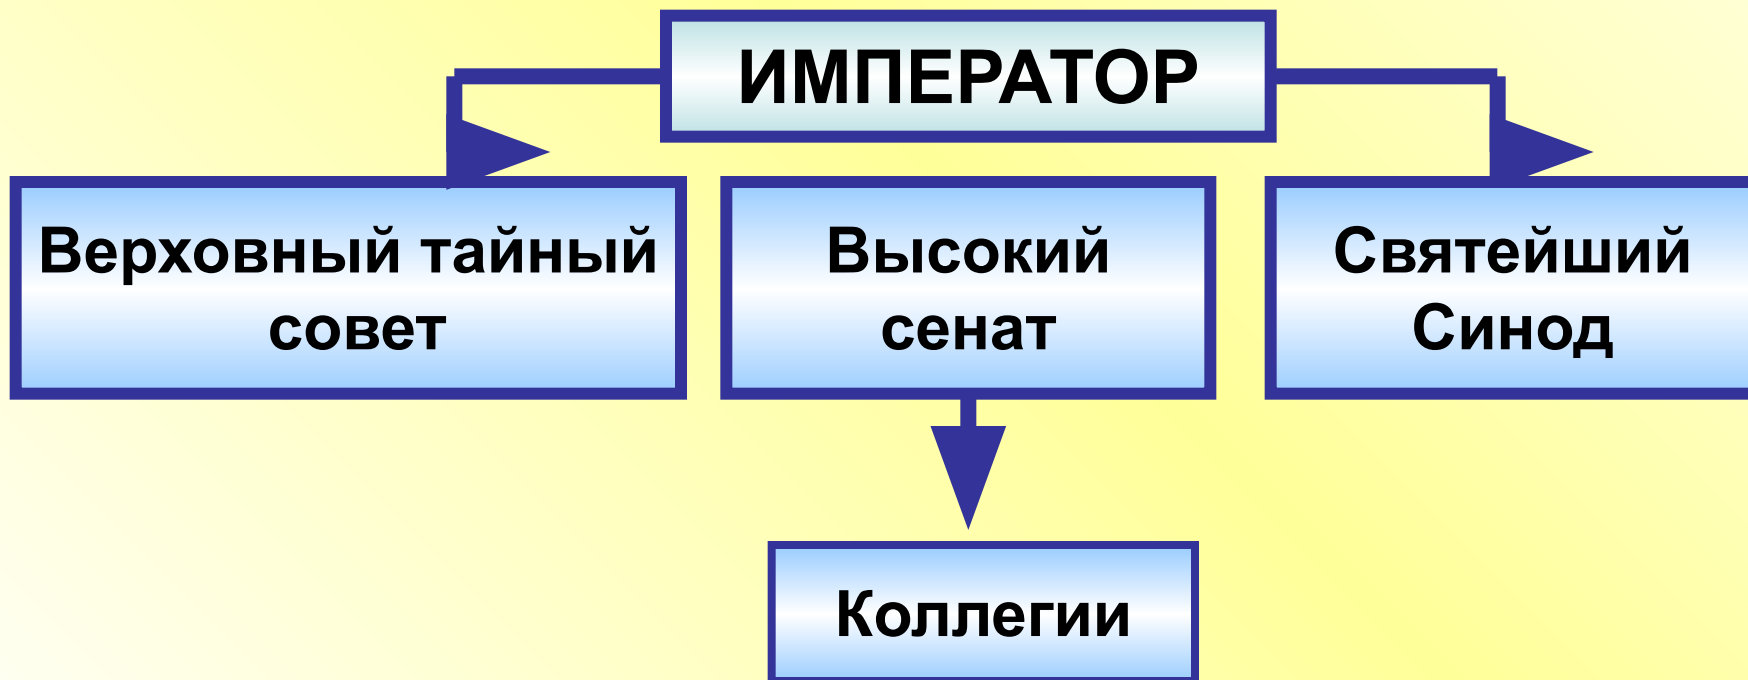 ИМПЕРАТОР
Верховный тайный
совет
Высокий
сенат
Святейший
Синод
Коллегии